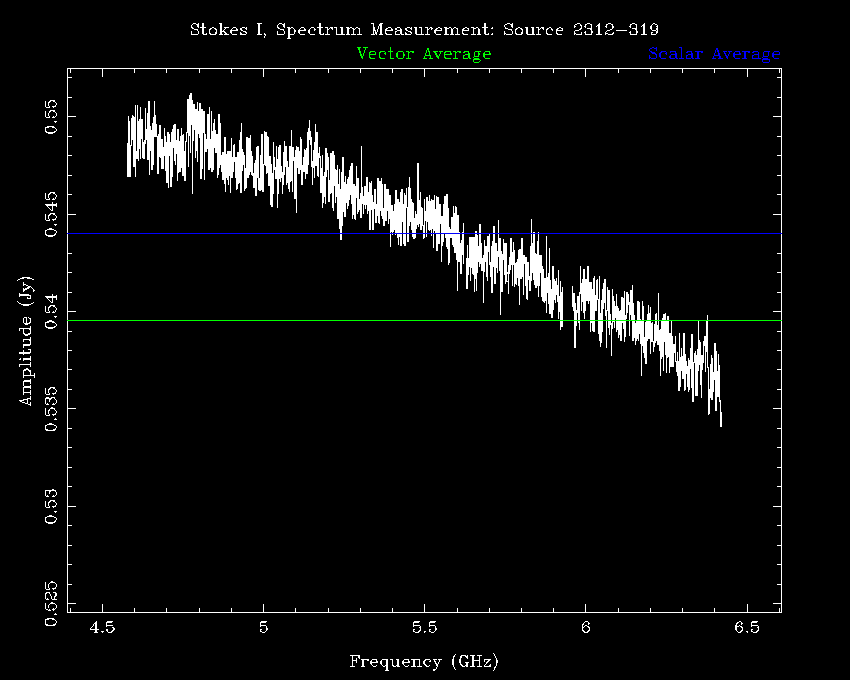 Stokes I, Spectrum Measurement: Source 2312-319
Vector Average Scalar Average
0.55
0.545
0.54
0.535
0.53
0.525
Amplitude (Jy)
4.5 5 5.5 6 6.5
Frequency (GHz)